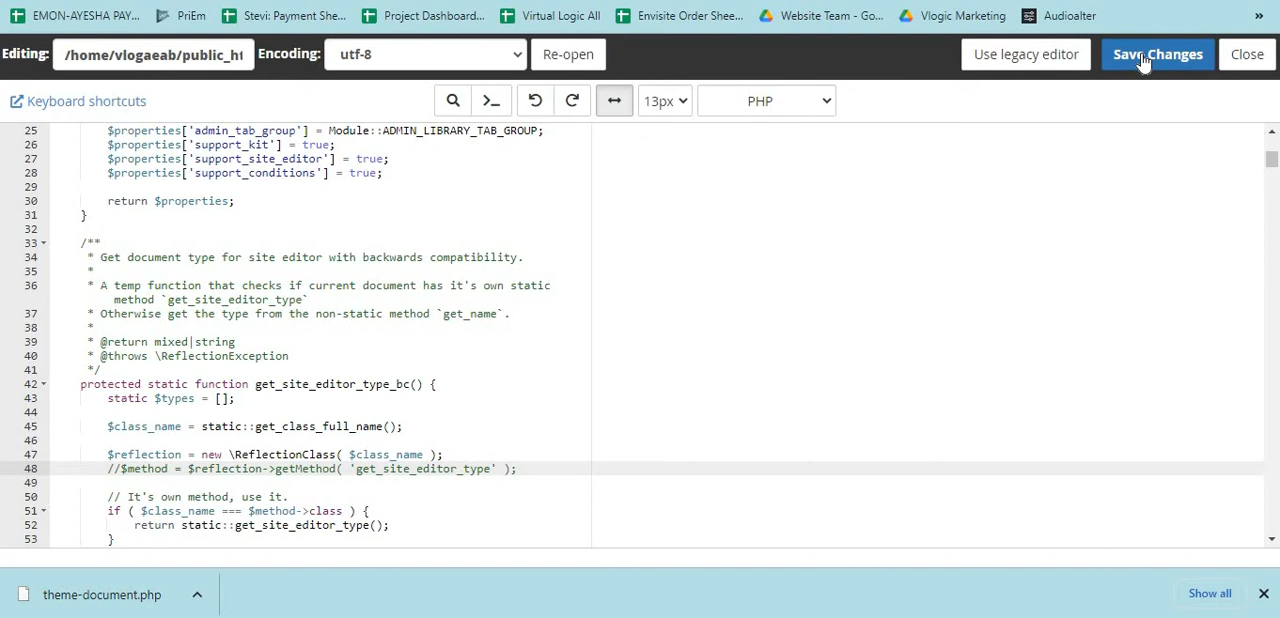 EMON-AYESHA PAY... PriEm Stevi: Payment She... Project Dashboard... Virtual Logic All Envisite Order Shee... Website Team - Go... Vlogic Marketing Audioalter »
Editing: /home/vlogaeab/public_ht Encoding: utf-8 Re-open Use legacy editor Save Changes Close
Keyboard shortcuts 13px PHP
25 $properties['admin_tab_group'] = Module::ADMIN_LIBRARY_TAB_GROUP;
26 $properties['support_kit'] = true;
27 $properties['support_site_editor'] = true;
28 $properties['support_conditions'] = true;
29
30 return $properties;
31 }
32
33 /**
34 * Get document type for site editor with backwards compatibility.
35 *
36 * A temp function that checks if current document has it's own static
method `get_site_editor_type`
37 * Otherwise get the type from the non-static method `get_name`.
38 *
39 * @return mixed|string
40 * @throws \ReflectionException
41 */
42 protected static function get_site_editor_type_bc() {
43 static $types = [];
44
45 $class_name = static::get_class_full_name();
46
47 $reflection = new \ReflectionClass( $class_name );
48 //$method = $reflection->getMethod( 'get_site_editor_type' );
49
50 // It's own method, use it.
51 if ( $class_name === $method->class ) {
52 return static::get_site_editor_type();
53 }
theme-document.php Show all